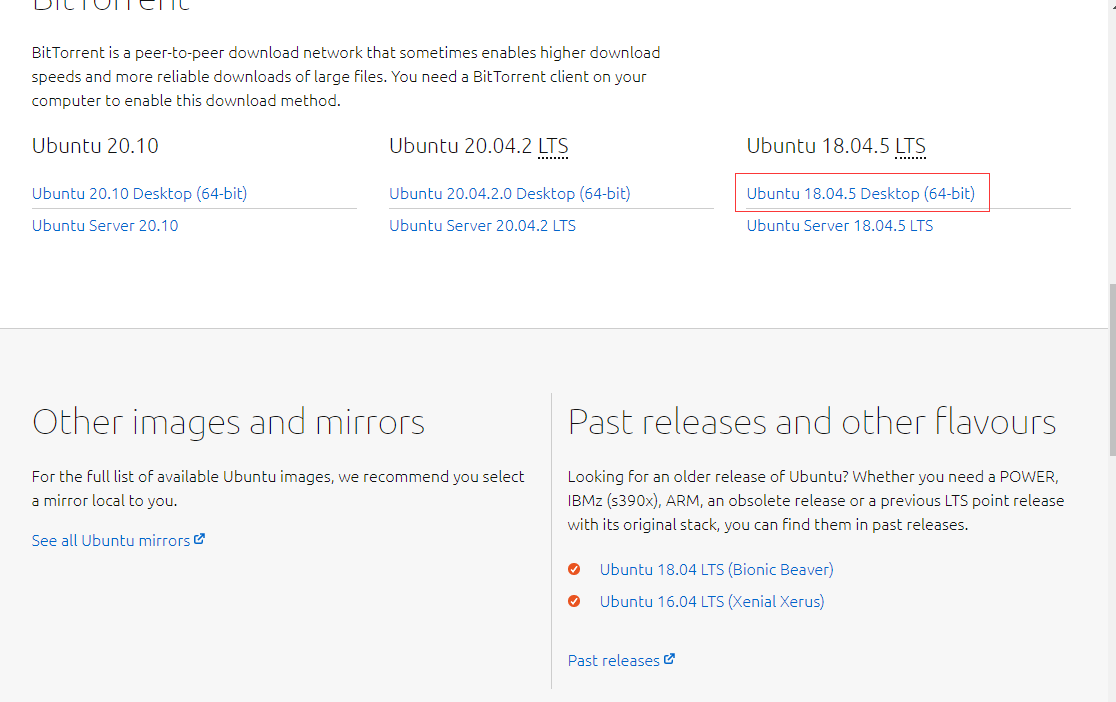 BitTorrent
BitTorrent is a peer-to-peer download network that sometimes enables higher download
speeds and more reliable downloads of large files. You need a BitTorrent client on your
computer to enable this download method.
Ubuntu 20.10
Ubuntu 20.10 Desktop (64-bit)
Ubuntu Server 20.10
Ubuntu 20.04.2 LTS
Ubuntu 20.04.2.0 Desktop (64-bit)
Ubuntu Server 20.04.2 LTS
Ubuntu 18.04.5 LTS
Ubuntu 18.04.5 Desktop (64-bit)
Ubuntu Server 18.04.5 LTS
Other images and mirrors
For the full list of available Ubuntu images, we recommend you select
a mirror local to you.
See all Ubuntu mirrors
Past releases and other flavours
Looking for an older release of Ubuntu? Whether you need a POWER,
IBMz (s390x), ARM, an obsolete release or a previous LTS point release
with its original stack, you can find them in past releases.
Ubuntu 18.04 LTS (Bionic Beaver)
Ubuntu 16.04 LTS (Xenial Xerus)
Past releases